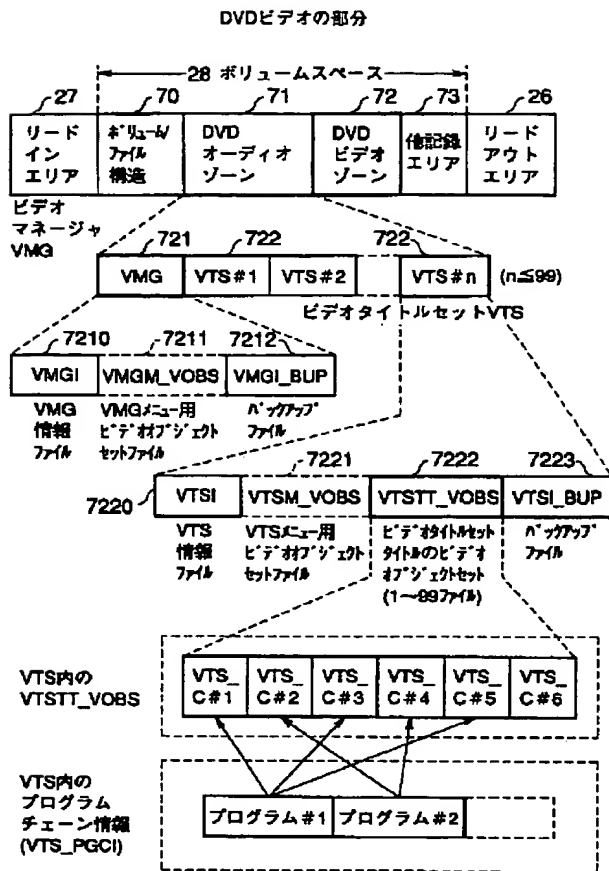 DVDビデオの部分
28 ボリュームスペース
27 70 71 72 73 26
リード
イン
エリア
ボリューム/
ファイル
構造
DVD
オーディオ
ゾーン
DVD
ビデオ
ゾーン
他記録
エリア
リード
アウト
エリア
ビデオ
マネージャ
VMG
721 722 722
VMG VTS#1 VTS#2 VTS#n (n≦99)
ビデオタイトルセットVTS
7210 7211 7212
VMGI VMGM_VOBS VMGI_BUP
VMG
情報
ファイル
VMGメニュー用
ビデオオブジェクト
セットファイル
バックアップ
ファイル
7221 7222 7223
7220
VTSI VTSM_VOBS VTSTT_VOBS VTSI_BUP
VTS
情報
ファイル
VTSメニュー用
ビデオオブジェクト
セットファイル
ビデオタイトルセット
タイトルのビデオ
オブジェクトセット
(1〜99ファイル)
バックアップ
ファイル
VTS内の
VTSTT_VOBS
VTS_
C#1
VTS_
C#2
VTS_
C#3
VTS_
C#4
VTS_
C#5
VTS_
C#6
VTS内の
プログラム
チェーン情報
(VTS_PGCI)
プログラム#1 プログラム#2